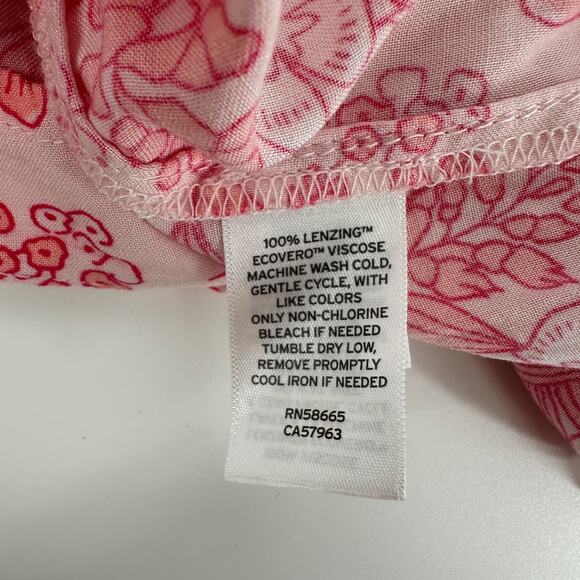 100% LENZING™
ECOVERO™ VISCOSE
MACHINE WASH COLD,
GENTLE CYCLE, WITH
LIKE COLORS
ONLY NON-CHLORINE
BLEACH IF NEEDED
TUMBLE DRY LOW,
REMOVE PROMPTLY
COOL IRON IF NEEDED
RN58665
CA57963